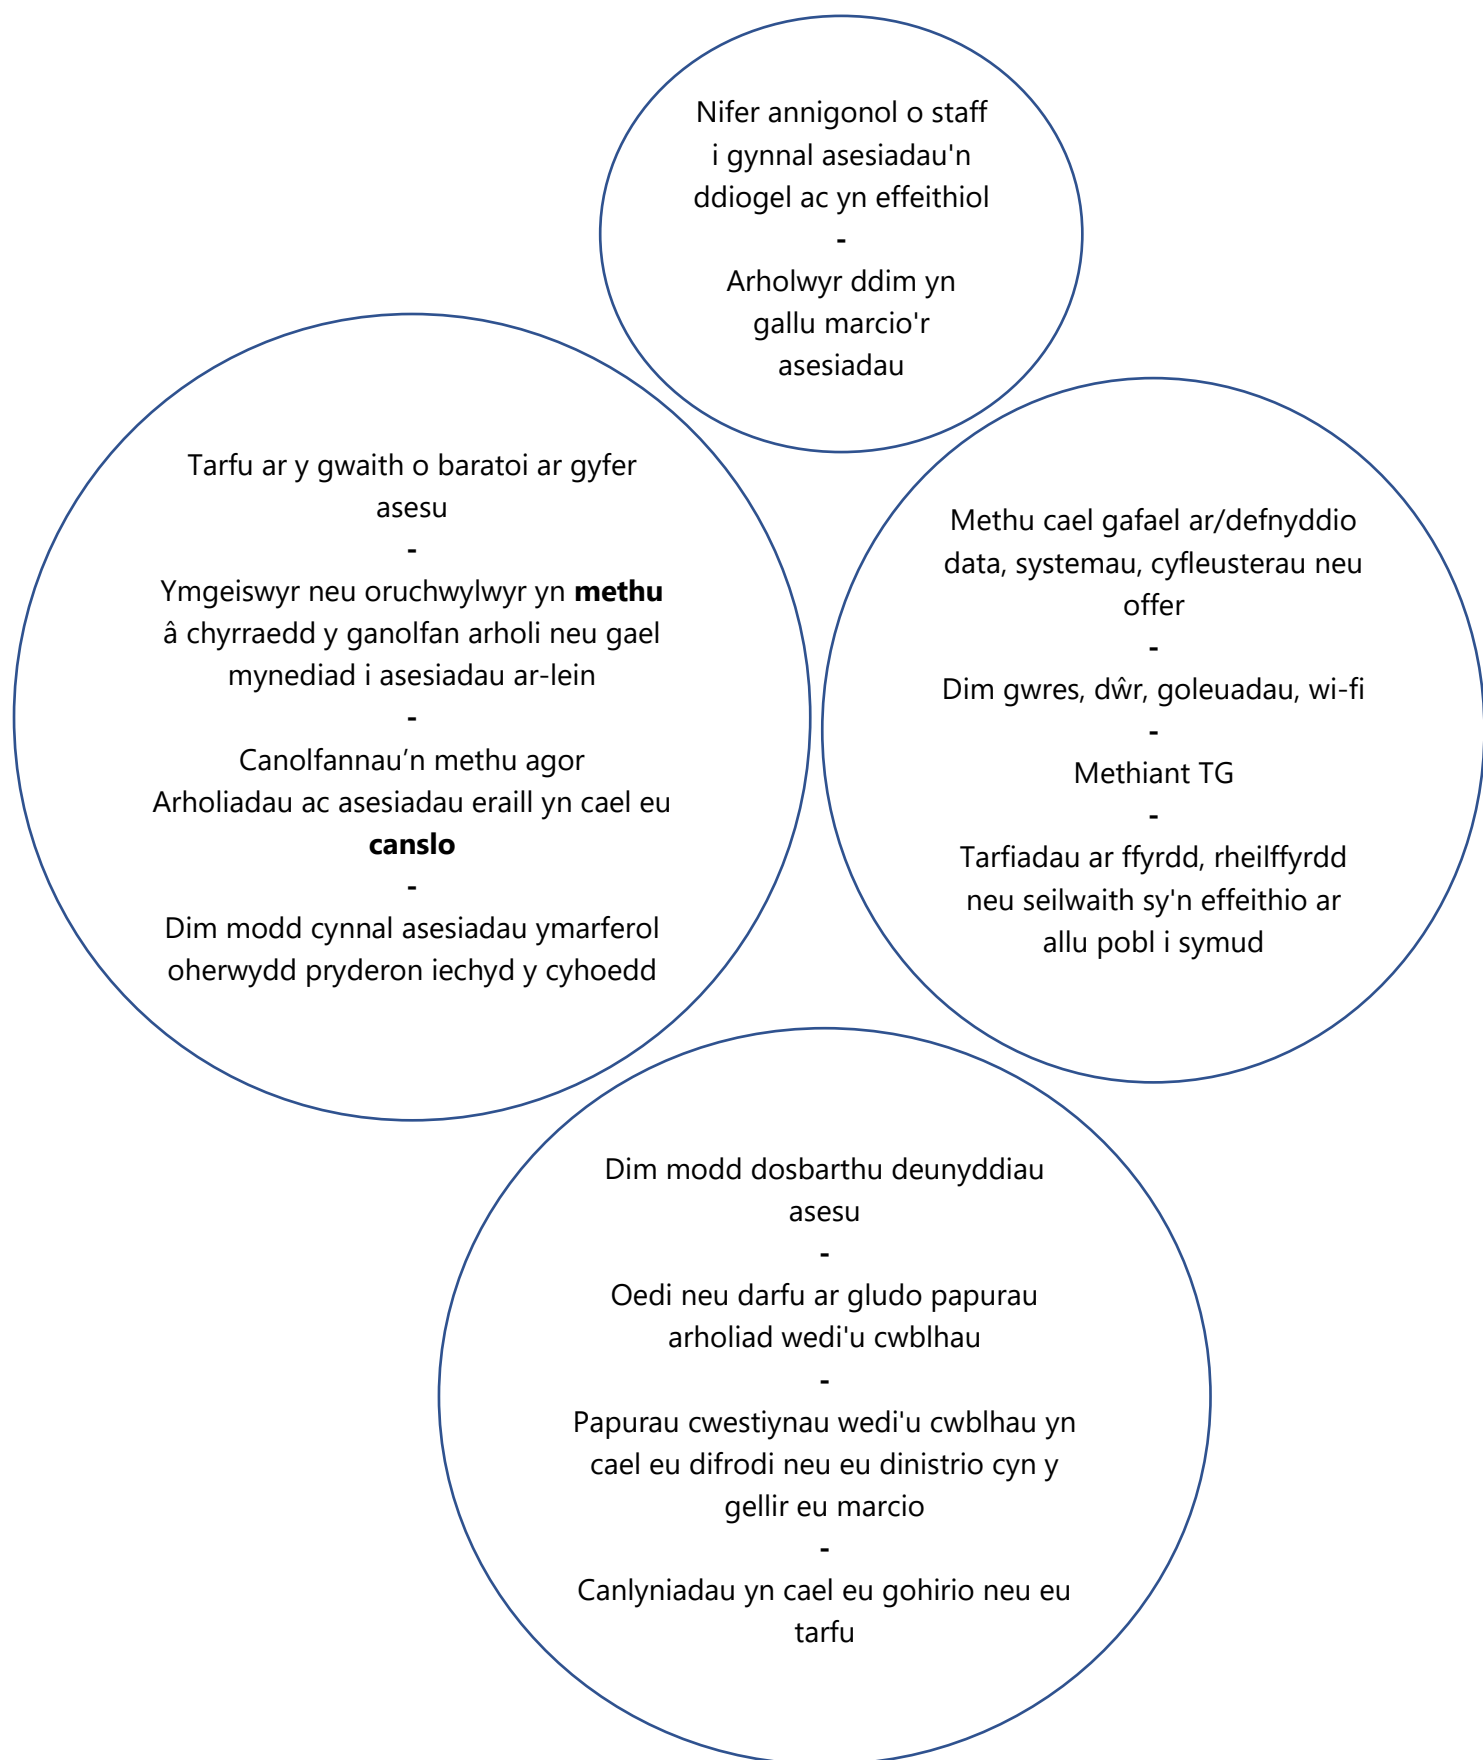 Nifer annigonol o staff
i gynnal asesiadau'n
ddiogel ac yn effeithiol
-
Arholwyr ddim yn
gallu marcio'r
asesiadau
Tarfu ar y gwaith o baratoi ar gyfer
asesu
-
Ymgeiswyr neu oruchwylwyr yn methu
â chyrraedd y ganolfan arholi neu gael
mynediad i asesiadau ar-lein
-
Canolfannau’n methu agor
Arholiadau ac asesiadau eraill yn cael eu
canslo
-
Dim modd cynnal asesiadau ymarferol
oherwydd pryderon iechyd y cyhoedd
Methu cael gafael ar/defnyddio
data, systemau, cyfleusterau neu
offer
-
Dim gwres, dŵr, goleuadau, wi-fi
-
Methiant TG
-
Tarfiadau ar ffyrdd, rheilffyrdd
neu seilwaith sy'n effeithio ar
allu pobl i symud
Dim modd dosbarthu deunyddiau
asesu
-
Oedi neu darfu ar gludo papurau
arholiad wedi'u cwblhau
-
Papurau cwestiynau wedi'u cwblhau yn
cael eu difrodi neu eu dinistrio cyn y
gellir eu marcio
-
Canlyniadau yn cael eu gohirio neu eu
tarfu